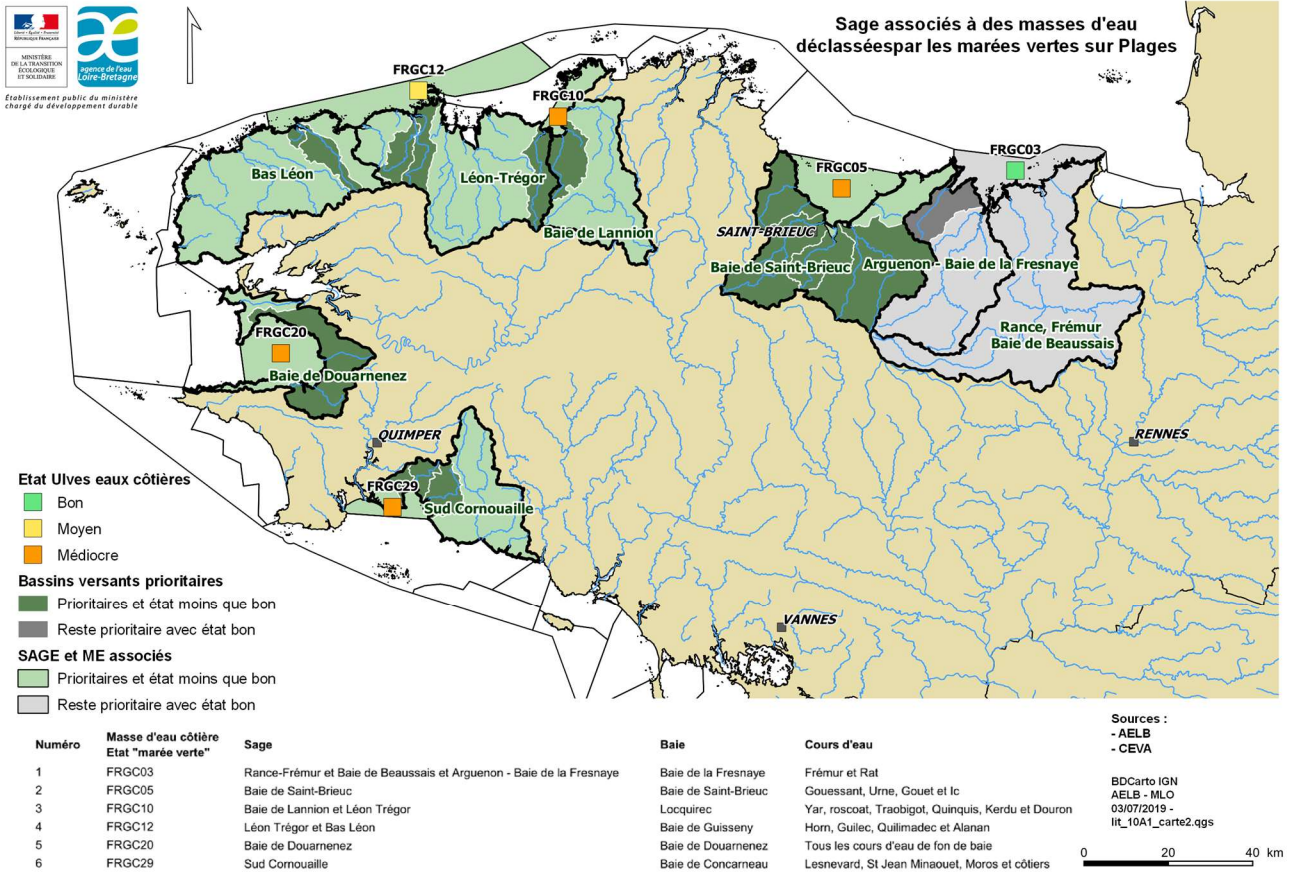 Liberté • Égalité • Fraternité
RÉPUBLIQUE FRANÇAISE
MINISTÈRE
DE LA TRANSITION
ÉCOLOGIQUE
ET SOLIDAIRE
agence de l'eau
Loire-Bretagne
Établissement public du ministère
chargé du développement durable
Sage associés à des masses d'eau
déclasséespar les marées vertes sur Plages
FRGC12
FRGC10
FRGC03
FRGC05
Bas Léon
Léon-Trégor
Baie de Lannion
SAINT-BRIEUC
Baie de Saint-Brieuc
Arguenon - Baie de la Fresnaye
Rance, Frémur
Baie de Beaussais
FRGC20
Baie de Douarnenez
QUIMPER
RENNES
FRGC29
Sud Cornouaille
VANNES
Etat Ulves eaux côtières
Bon
Moyen
Médiocre
Bassins versants prioritaires
Prioritaires et état moins que bon
Reste prioritaire avec état bon
SAGE et ME associés
Prioritaires et état moins que bon
Reste prioritaire avec état bon
Numéro Masse d'eau côtière Etat "marée verte" Sage Baie Cours d'eau
1 FRGC03 Rance-Frémur et Baie de Beaussais et Arguenon - Baie de la Fresnaye Baie de la Fresnaye Frémur et Rat
2 FRGC05 Baie de Saint-Brieuc Baie de Saint-Brieuc Gouessant, Urne, Gouet et Ic
3 FRGC10 Baie de Lannion et Léon Trégor Locquirec Yar, roscoat, Traobigot, Quinquis, Kerdu et Douron
4 FRGC12 Léon Trégor et Bas Léon Baie de Guisseny Horn, Guilec, Quilimadec et Alanan
5 FRGC20 Baie de Douarnenez Baie de Douarnenez Tous les cours d'eau de fon de baie
6 FRGC29 Sud Cornouaille Baie de Concarneau Lesnevard, St Jean Minaouet, Moros et côtiers
Sources :
- AELB
- CEVA
BDCarto IGN
AELB - MLO
03/07/2019 -
lit_10A1_carte2.qgs
0 20 40 km